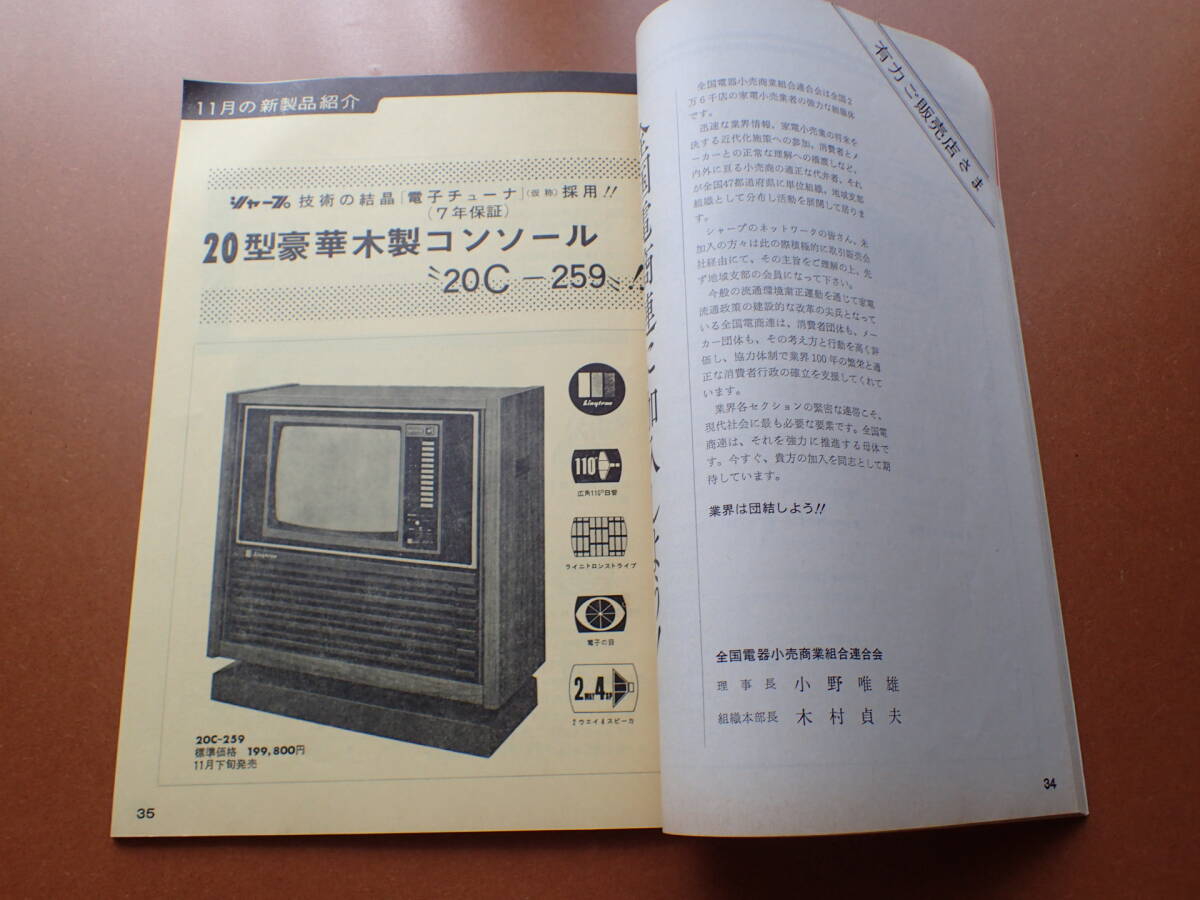 11月の新製品紹介
シャープ。技術の結晶「電子チューナ」(仮称)採用!!
(7年保証)
20型豪華木製コンソール
〝20C-259〟!!
Linytron
110°
広角110°日管
ライニトロンストライプ
電子の目
2WAY 4SP
2ウエイ4スピーカ
Linytron
20C-259
標準価格 199,800円
11月下旬発売
35
有力ご販売店さま
全国電器小売商業組合連合会は全国2
万6千店の家電小売業者の強力な組織体
です。
迅速な業界情報、家電小売業の将来を
決する近代化施策への参加、消費者とメ
ーカーとの正常な理解への橋渡しなど、
内外に亘る小売商の適正な代弁者、それ
が全国47都道府県に単位組織、地域支部
組織として分布し活動を展開して居りま
す。
シャープのネットワークの皆さん、未
加入の方々は此の際積極的に取引販売会
社経由にて、その主旨をご理解の上、先
ず地域支部の会員になって下さい。
今般の流通環境粛正運動を通じて家電
流通政策の建設的な改革の尖兵となって
いる全国電商連は、消費者団体も、メー
カー団体も、その考え方と行動を高く評
価し、協力体制で業界100年の繁栄と適
正な消費者行政の確立を支援してくれて
います。
業界各セクションの緊密な連帯こそ、
現代社会に最も必要な要素です。全国電
商連は、それを強力に推進する母体で
す。今すぐ、貴方の加入を同志として期
待しています。
業界は団結しよう!!
全国電器小売商業組合連合会
理事長 小野唯雄
組織本部長 木村貞夫
34